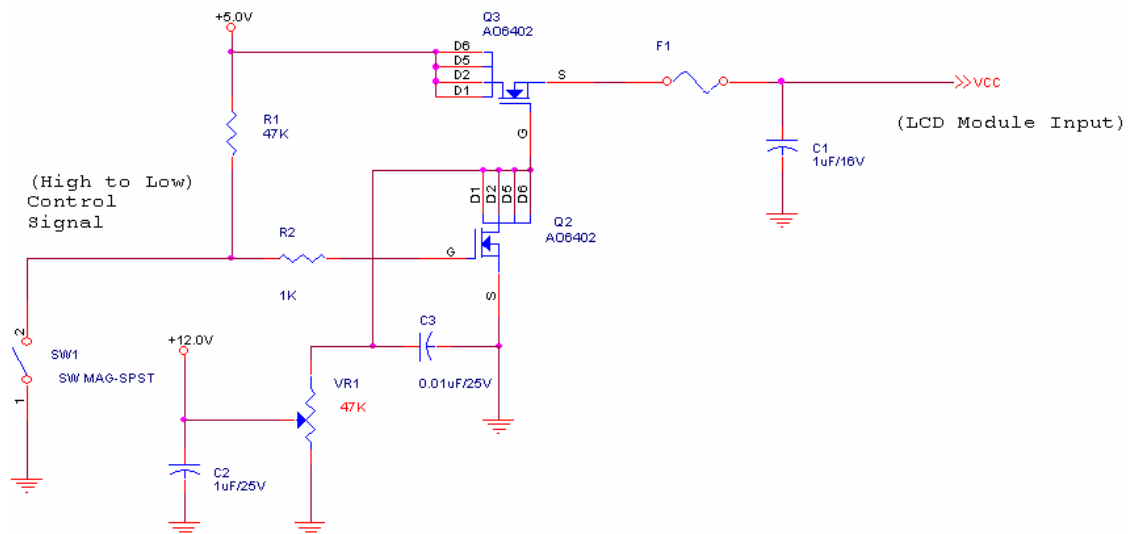 +5.0V
Q3
AO6402
D6
D5
D2
D1
S
G
F1
VCC
(LCD Module Input)
R1
47K
C1
1uF/16V
(High to Low)
Control
Signal
D1
D2
D5
D6
Q2
AO6402
R2
1K
G
S
C3
0.01uF/25V
+12.0V
2
SW1
SW MAG-SPST
1
VR1
47K
C2
1uF/25V